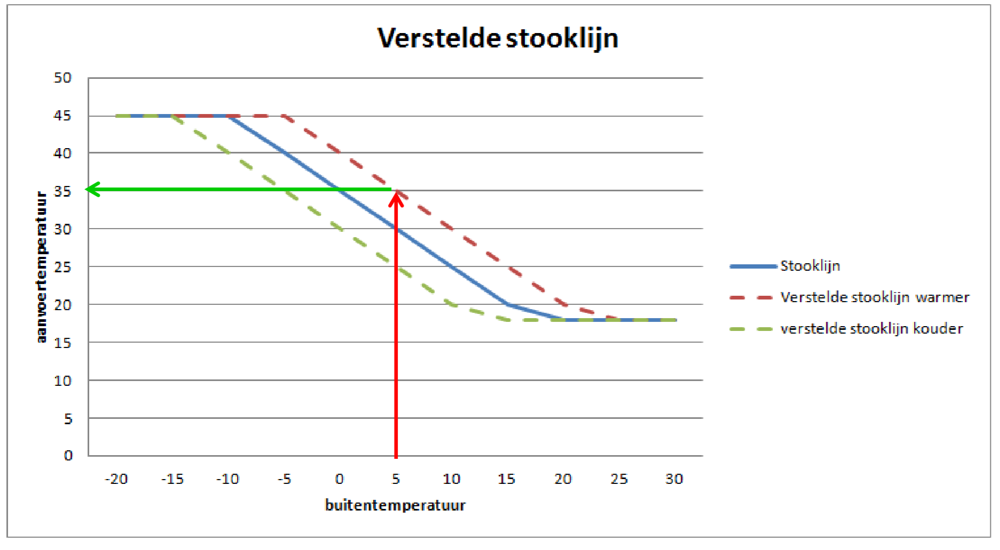 Verstelde stooklijn
50
45
40
35
30
25
20
15
10
5
0
aanvoertemperatuur
-20 -15 -10 -5 0 5 10 15 20 25 30
buitentemperatuur
Stooklijn
Verstelde stooklijn warmer
verstelde stooklijn kouder